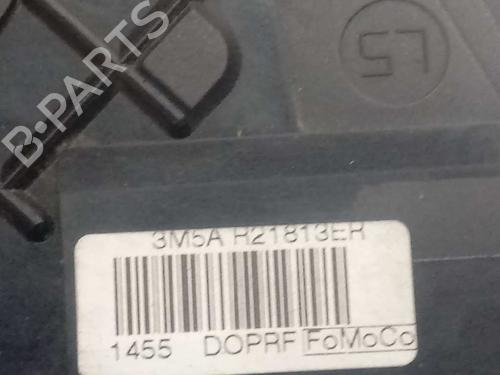 B-PARTS
L5
3M5A R21813ER
1455 DOPRF FoMoCo